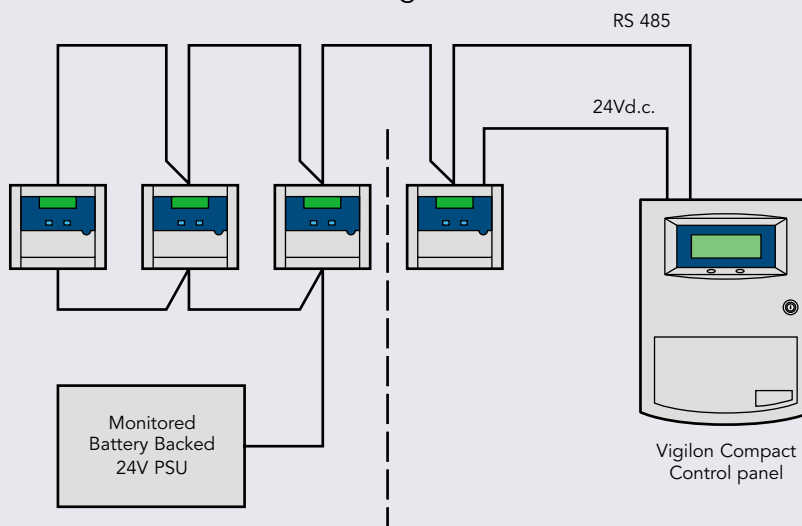 RS 485
24Vd.c.
Monitored
Battery Backed
24V PSU
Vigilon Compact
Control panel